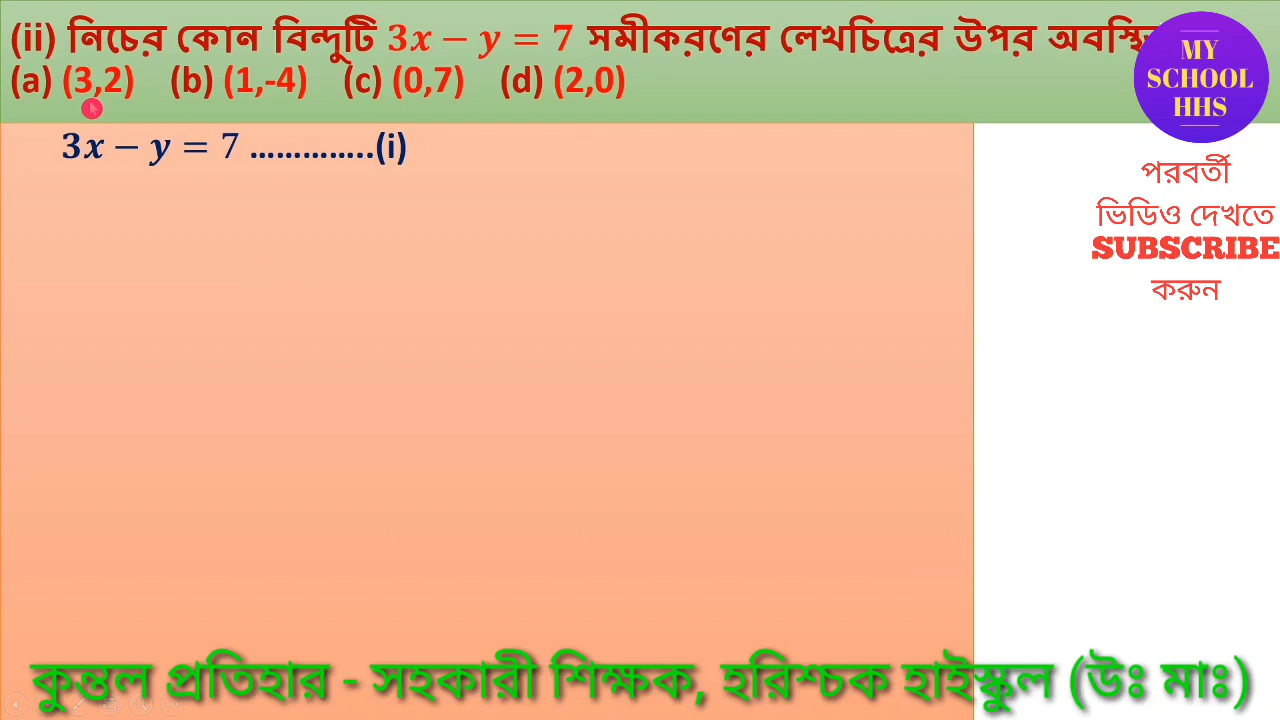 (ii) নিচের কোন বিন্দুটি 3x − y = 7 সমীকরণের লেখচিত্রের উপর
(a) (3,2) (b) (1,-4) (c) (0,7) (d) (2,0)
MY
SCHOOL
HHS
3x − y = 7 …………..(i)
পরবর্তী
ভিডিও দেখতে
SUBSCRIBE
করুন
কুন্তল প্রতিহার - সহকারী শিক্ষক, হরিশ্চক হাইস্কুল (উঃ মাঃ)